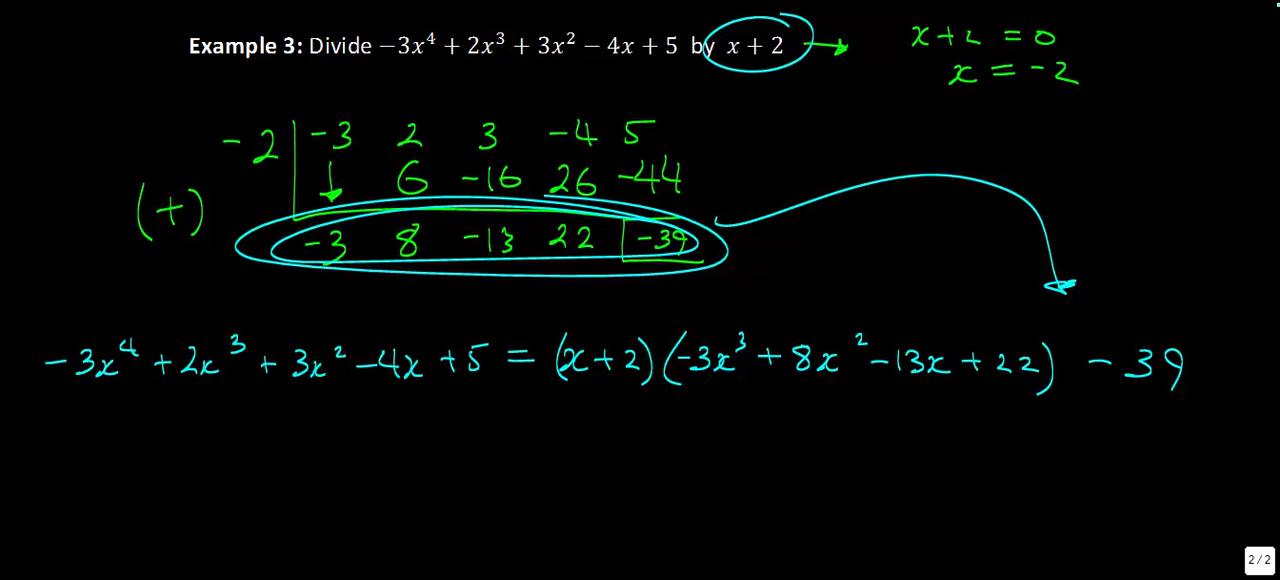 Example 3: Divide −3x⁴ + 2x³ + 3x² − 4x + 5 by x + 2
x + 2 = 0
x = -2
-2 | -3 2 3 -4 5
6 -16 26 -44
(+)
-3 8 -13 22 -39
-3x⁴ + 2x³ + 3x² - 4x + 5 = (x + 2)(-3x³ + 8x² - 13x + 22) - 39
2 / 2